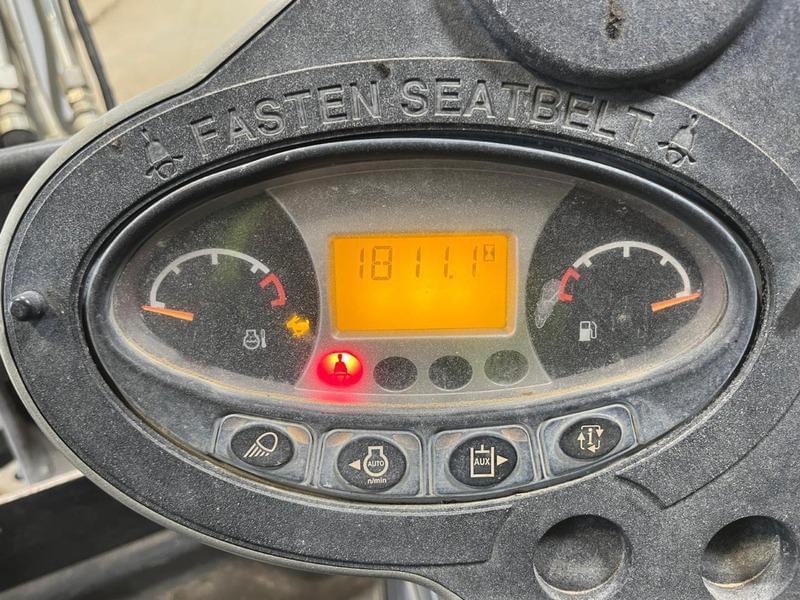 FASTEN SEATBELT
1811.1
AUTO
n/min
AUX
i